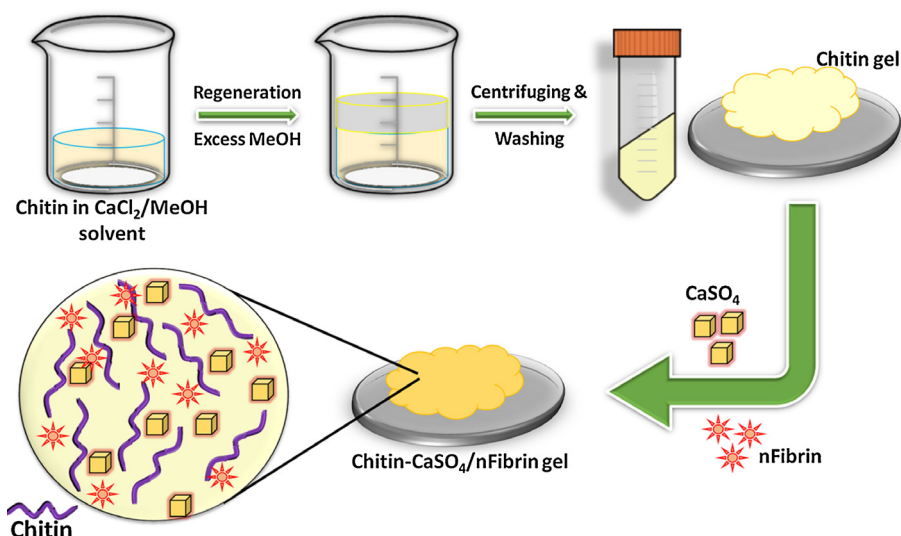 Regeneration
Excess MeOH
Centrifuging &
Washing
Chitin gel
Chitin in CaCl₂/MeOH
solvent
CaSO₄
nFibrin
Chitin-CaSO₄/nFibrin gel
Chitin